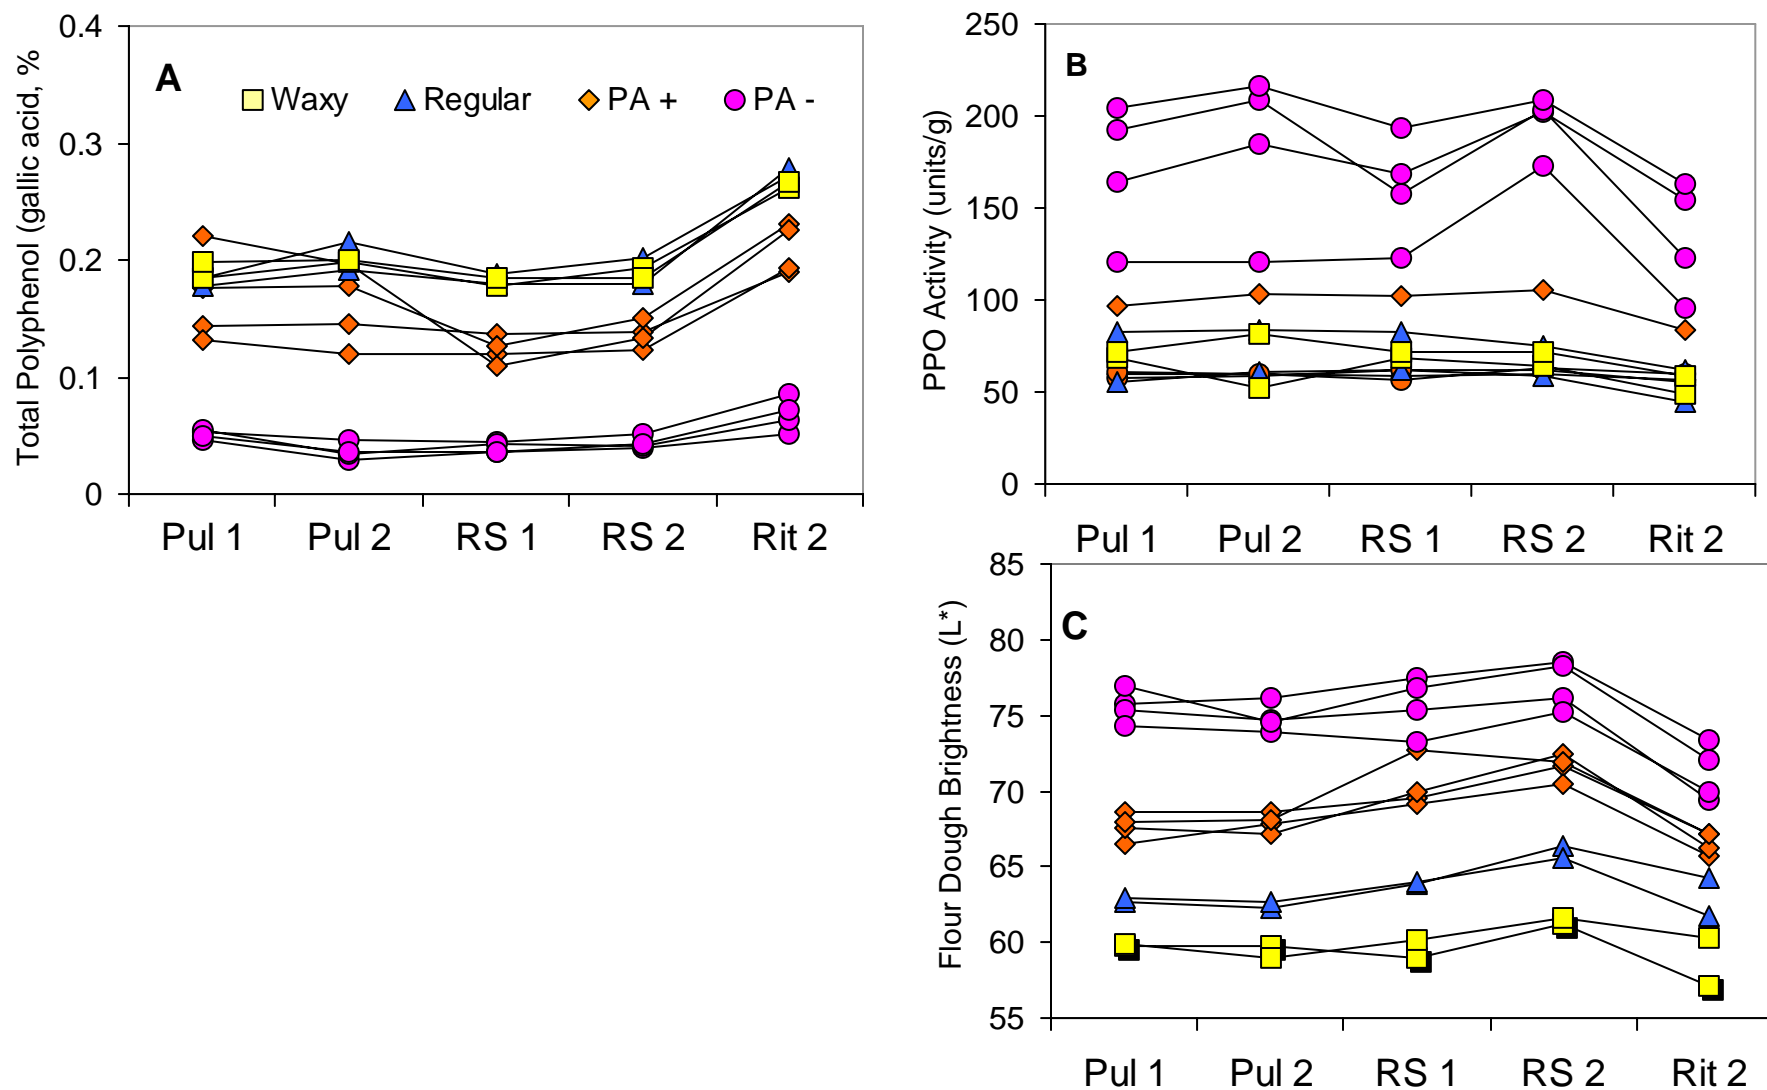 Total Polyphenol (gallic acid, %
0.4
0.3
0.2
0.1
0
A
Waxy Regular PA + PA -
Pul 1 Pul 2 RS 1 RS 2 Rit 2
PPO Activity (units/g)
250
200
150
100
50
0
B
Pul 1 Pul 2 RS 1 RS 2 Rit 2
Flour Dough Brightness (L*)
85
80
75
70
65
60
55
C
Pul 1 Pul 2 RS 1 RS 2 Rit 2